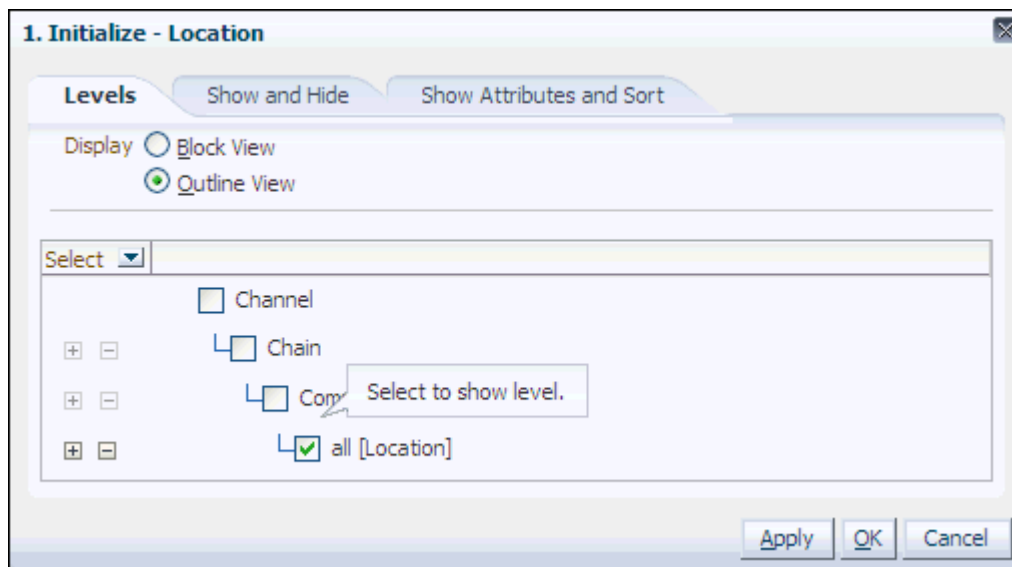 1. Initialize - Location
Levels Show and Hide Show Attributes and Sort
Display Block View
Outline View
Select
Channel
Chain
Select to show level.
all [Location]
Apply OK Cancel